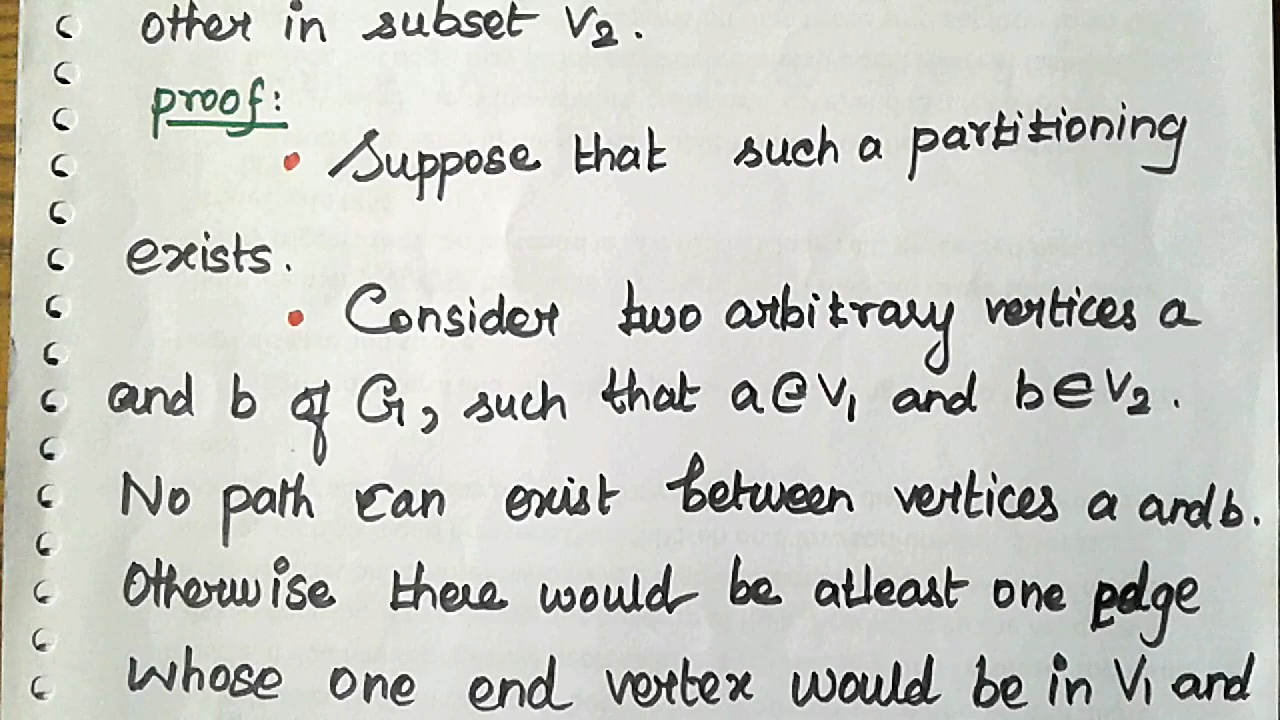 other in subset V₂.
proof:
• Suppose that such a partitioning
exists.
• Consider two arbitrary vertices a
and b of G, such that a∈V₁ and b∈V₂.
No path can exist between vertices a and b.
Otherwise there would be atleast one edge
whose one end vertex would be in V₁ and